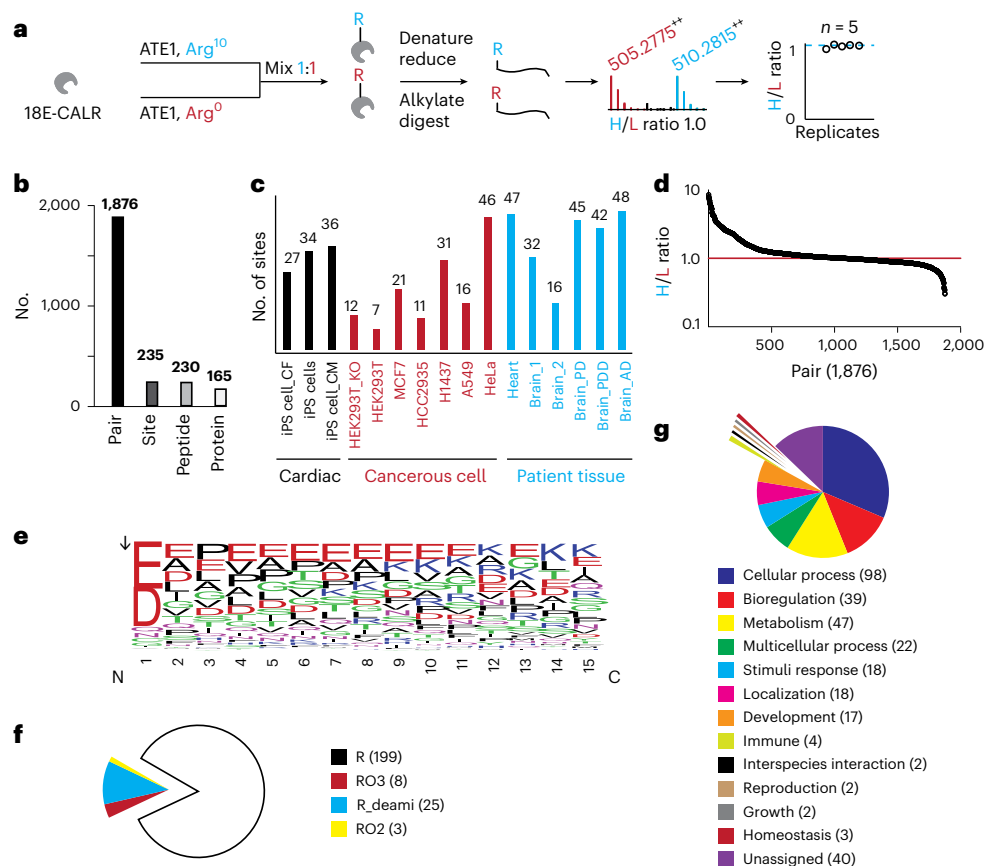 a
18E-CALR
ATE1, Arg10
ATE1, Arg0
Mix 1:1
R
R
Denature
reduce
Alkylate
digest
R
R
505.2775++
510.2815++
H/L ratio 1.0
n = 5
H/L ratio
1
0
Replicates
b
No.
2,000
1,000
0
1,876
235
230
165
Pair
Site
Peptide
Protein
c
No. of sites
27
34
36
12
7
21
11
31
16
46
47
32
16
45
42
48
iPS cell_CF
iPS cells
iPS cell_CM
HEK293T_KO
HEK293T
MCF7
HCC2935
H1437
A549
HeLa
Heart
Brain_1
Brain_2
Brain_PD
Brain_PDD
Brain_AD
Cardiac
Cancerous cell
Patient tissue
d
H/L ratio
10
1.0
0.1
500
1,000
1,500
2,000
Pair (1,876)
e
N
1 2 3 4 5 6 7 8 9 10 11 12 13 14 15
C
f
R (199)
RO3 (8)
R_deami (25)
RO2 (3)
g
Cellular process (98)
Bioregulation (39)
Metabolism (47)
Multicellular process (22)
Stimuli response (18)
Localization (18)
Development (17)
Immune (4)
Interspecies interaction (2)
Reproduction (2)
Growth (2)
Homeostasis (3)
Unassigned (40)